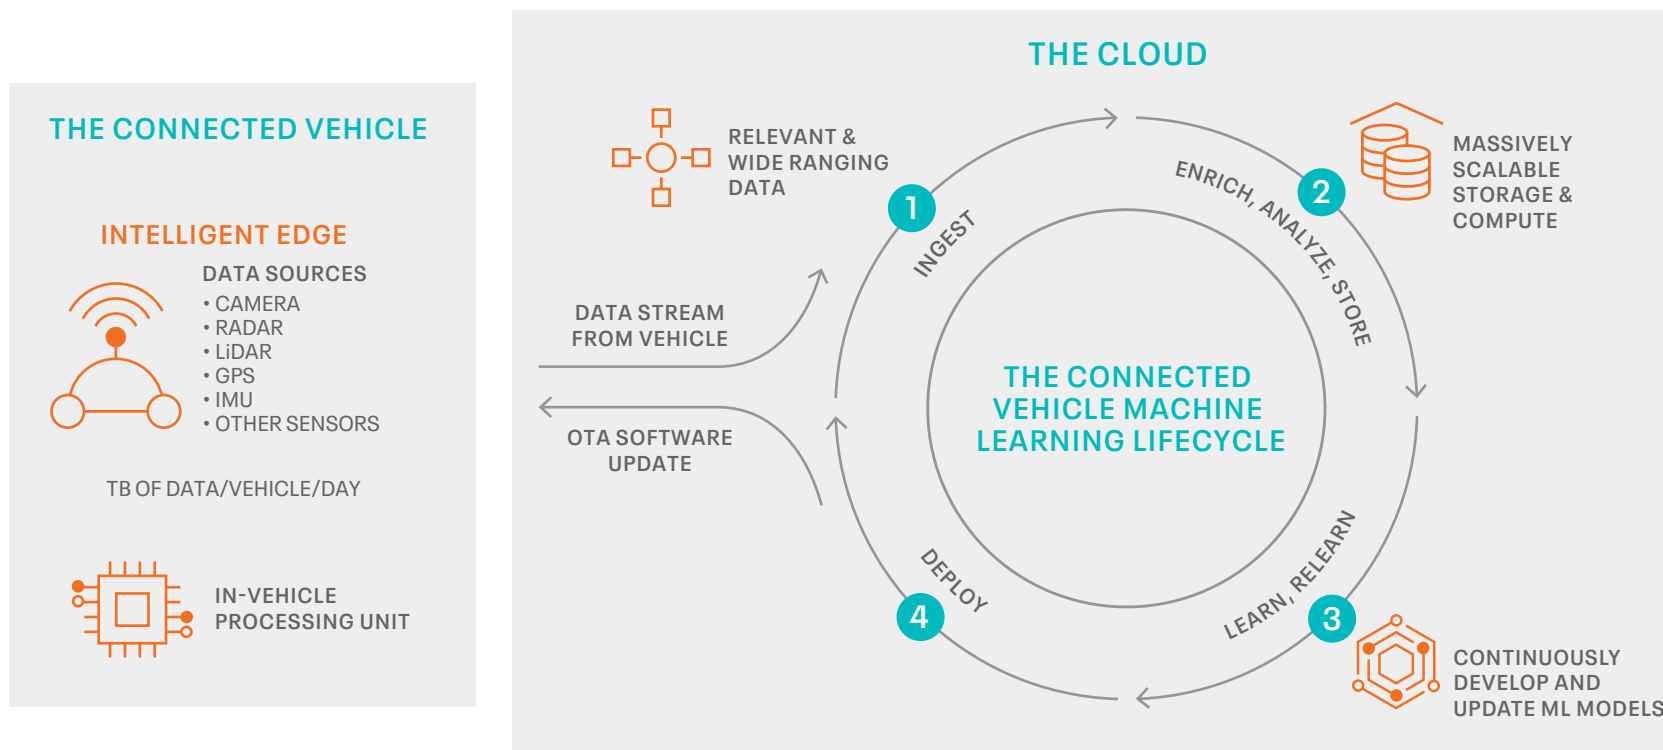 THE CONNECTED VEHICLE
INTELLIGENT EDGE
DATA SOURCES
• CAMERA
• RADAR
• LiDAR
• GPS
• IMU
• OTHER SENSORS
TB OF DATA/VEHICLE/DAY
IN-VEHICLE
PROCESSING UNIT
THE CLOUD
RELEVANT &
WIDE RANGING
DATA
1
INGEST
ENRICH, ANALYZE, STORE
2
MASSIVELY
SCALABLE
STORAGE &
COMPUTE
DATA STREAM
FROM VEHICLE
OTA SOFTWARE
UPDATE
THE CONNECTED
VEHICLE MACHINE
LEARNING LIFECYCLE
LEARN, RELEARN
3
CONTINUOUSLY
DEVELOP AND
UPDATE ML MODELS
DEPLOY
4